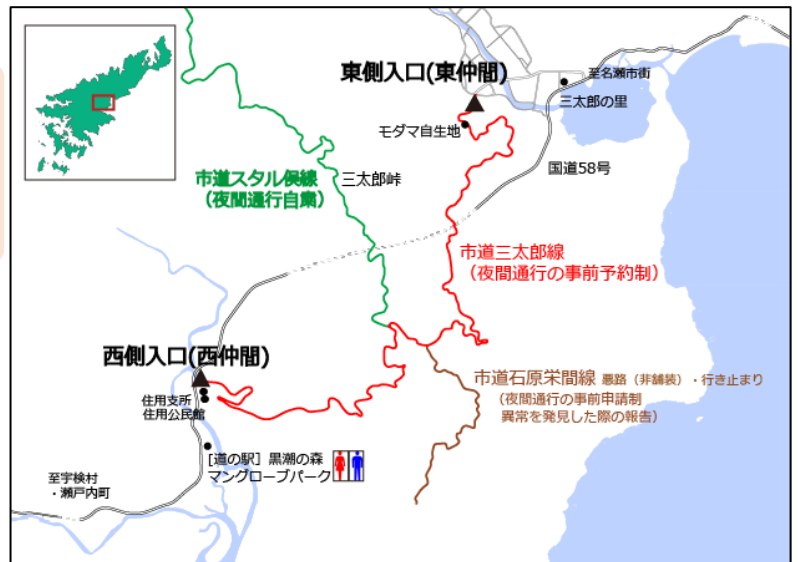 東側入口(東仲間)
至名瀬市街
三太郎の里
モダマ自生地
国道58号
市道スタル俣線
（夜間通行自粛）
三太郎峠
市道三太郎線
（夜間通行の事前予約制）
西側入口(西仲間)
住用支所
住用公民館
市道石原栄間線 悪路（非舗装）・行き止まり
（夜間通行の事前申請制
異常を発見した際の報告）
[道の駅］黒潮の森
マングローブパーク
至宇検村
・瀬戸内町